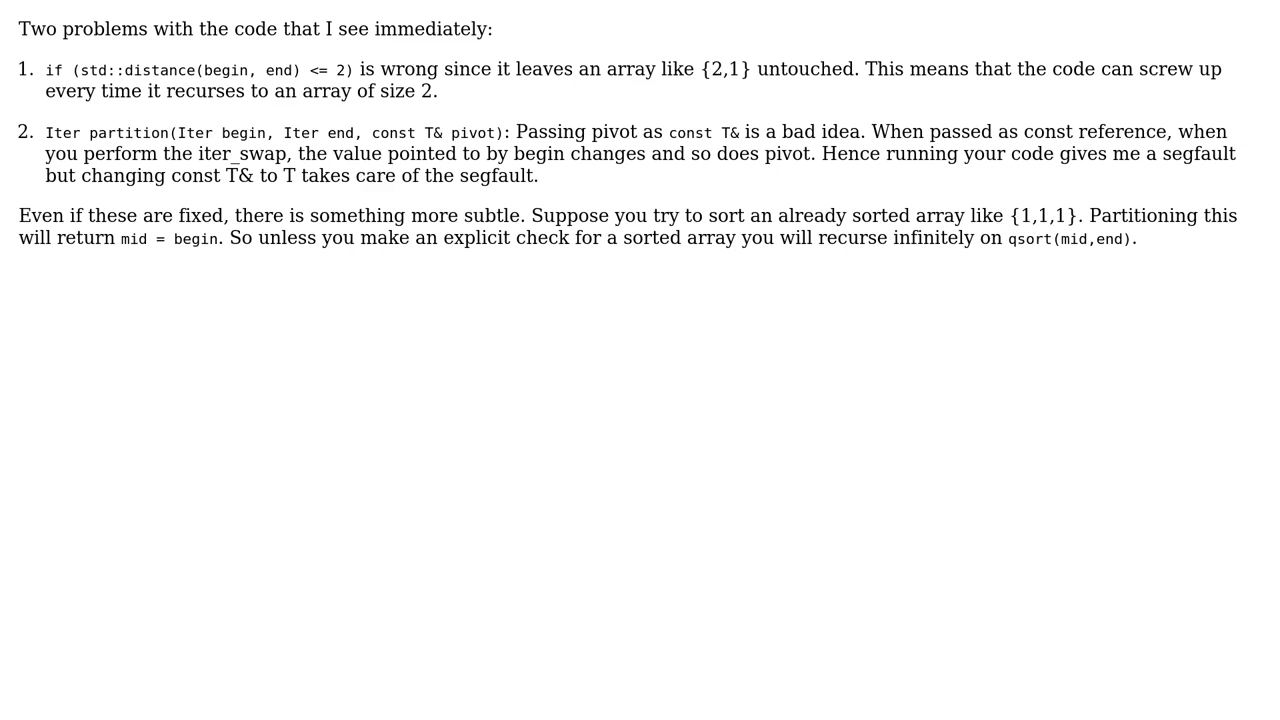 Two problems with the code that I see immediately:
1. if (std::distance(begin, end) <= 2) is wrong since it leaves an array like {2,1} untouched. This means that the code can screw up
every time it recurses to an array of size 2.
2. Iter partition(Iter begin, Iter end, const T& pivot): Passing pivot as const T& is a bad idea. When passed as const reference, when
you perform the iter_swap, the value pointed to by begin changes and so does pivot. Hence running your code gives me a segfault
but changing const T& to T takes care of the segfault.
Even if these are fixed, there is something more subtle. Suppose you try to sort an already sorted array like {1,1,1}. Partitioning this
will return mid = begin. So unless you make an explicit check for a sorted array you will recurse infinitely on qsort(mid,end).